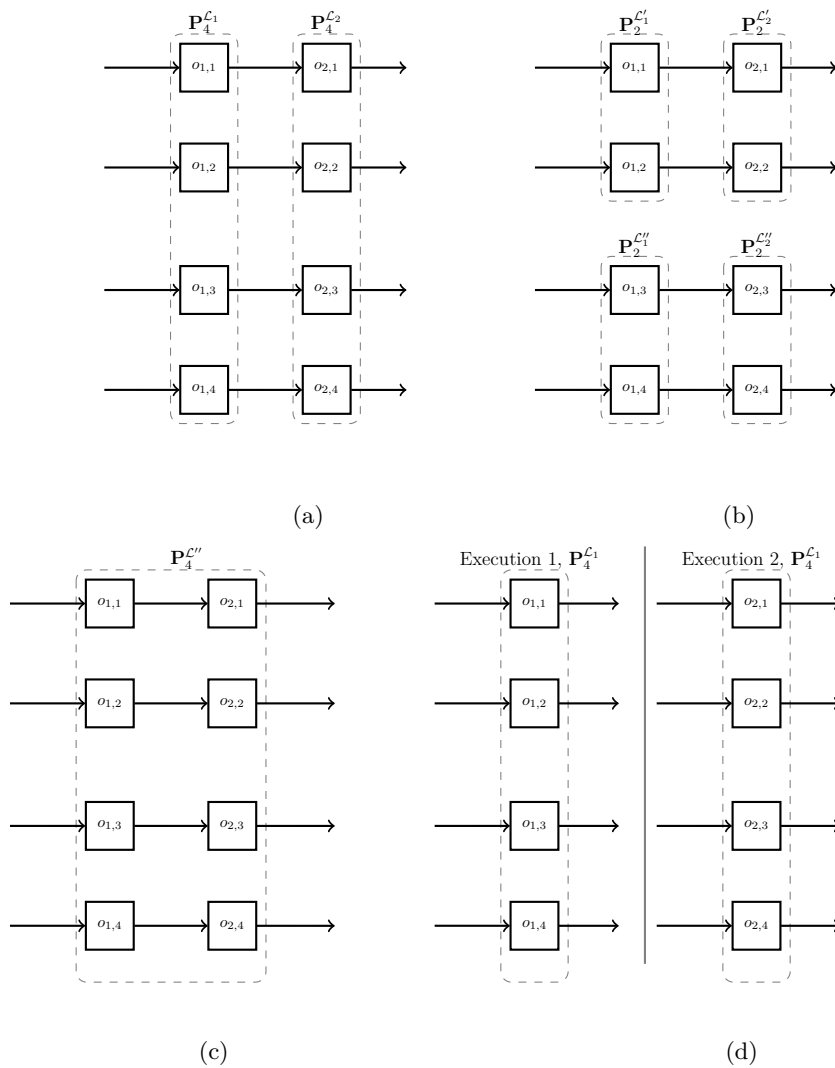 P_4^{ℒ_1} P_4^{ℒ_2}
o_{1,1} o_{2,1}
o_{1,2} o_{2,2}
o_{1,3} o_{2,3}
o_{1,4} o_{2,4}
(a)
P_2^{ℒ'_1} P_2^{ℒ'_2}
o_{1,1} o_{2,1}
o_{1,2} o_{2,2}
P_2^{ℒ''_1} P_2^{ℒ''_2}
o_{1,3} o_{2,3}
o_{1,4} o_{2,4}
(b)
P_4^{ℒ''}
o_{1,1} o_{2,1}
o_{1,2} o_{2,2}
o_{1,3} o_{2,3}
o_{1,4} o_{2,4}
(c)
Execution 1, P_4^{ℒ_1} Execution 2, P_4^{ℒ_1}
o_{1,1} o_{2,1}
o_{1,2} o_{2,2}
o_{1,3} o_{2,3}
o_{1,4} o_{2,4}
(d)